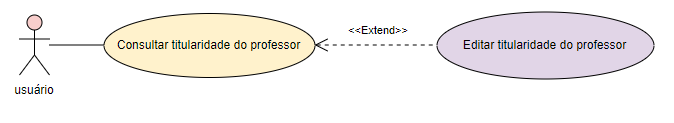 <<Extend>>
Consultar titularidade do professor
Editar titularidade do professor
usuário